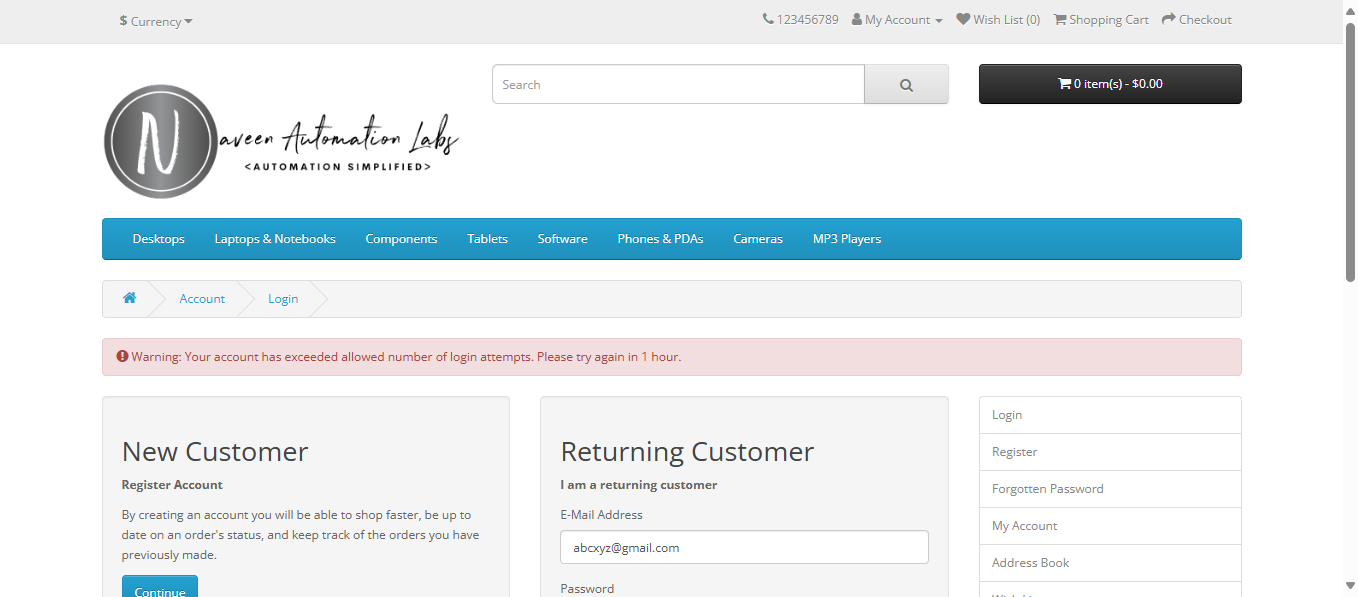 $ Currency
123456789 My Account Wish List (0) Shopping Cart Checkout
Search
0 item(s) - $0.00
N
aveen Automation Labs
<AUTOMATION SIMPLIFIED>
Desktops Laptops & Notebooks Components Tablets Software Phones & PDAs Cameras MP3 Players
Account Login
Warning: Your account has exceeded allowed number of login attempts. Please try again in 1 hour.
New Customer
Register Account
By creating an account you will be able to shop faster, be up to
date on an order's status, and keep track of the orders you have
previously made.
Continue
Returning Customer
I am a returning customer
E-Mail Address
abcxyz@gmail.com
Password
Login
Register
Forgotten Password
My Account
Address Book